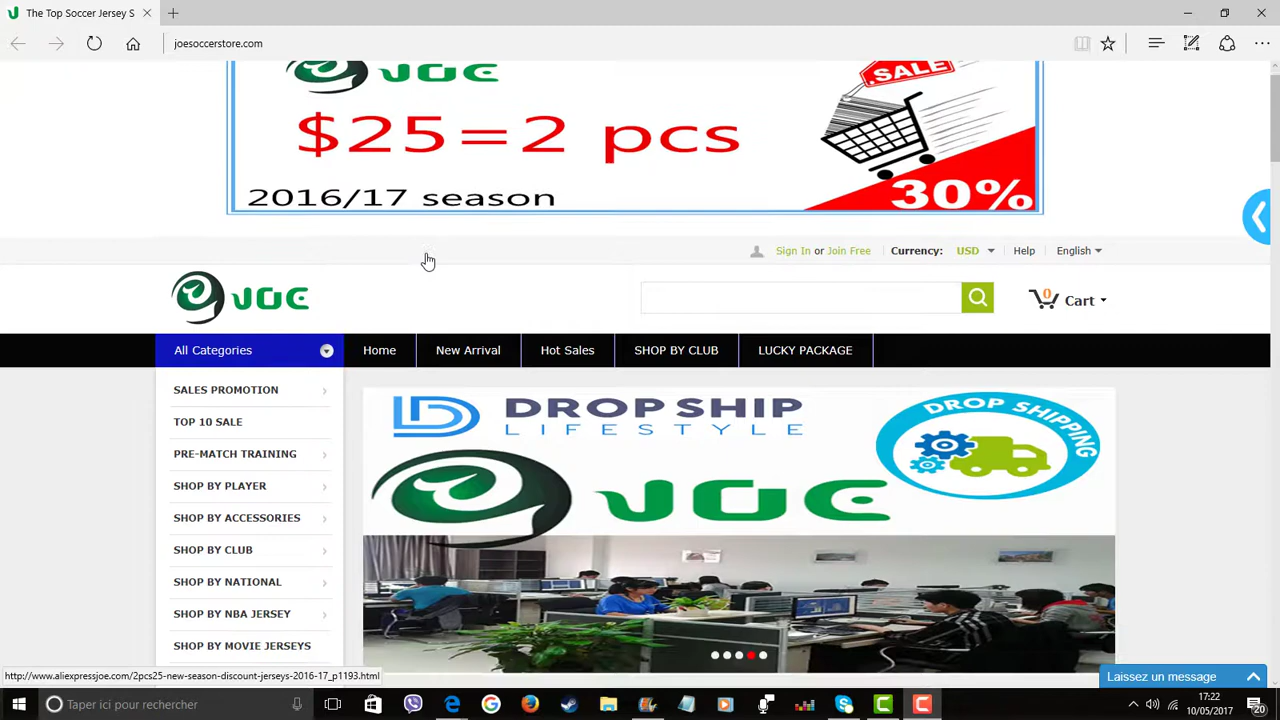 The Top Soccer Jersey S
joesoccerstore.com
JOE
SALE
$25=2 pcs
2016/17 season
30%
Sign In or Join Free
Currency: USD
Help
English
JOE
0 Cart
All Categories
Home
New Arrival
Hot Sales
SHOP BY CLUB
LUCKY PACKAGE
SALES PROMOTION
TOP 10 SALE
PRE-MATCH TRAINING
SHOP BY PLAYER
SHOP BY ACCESSORIES
SHOP BY CLUB
SHOP BY NATIONAL
SHOP BY NBA JERSEY
SHOP BY MOVIE JERSEYS
DROP SHIP
LIFESTYLE
DROP SHIPPING
JOE
http://www.aliexpressjoe.com/2pcs25-new-season-discount-jerseys-2016-17_p1193.html
Laissez un message
Taper ici pour rechercher
17:22
10/05/2017
20